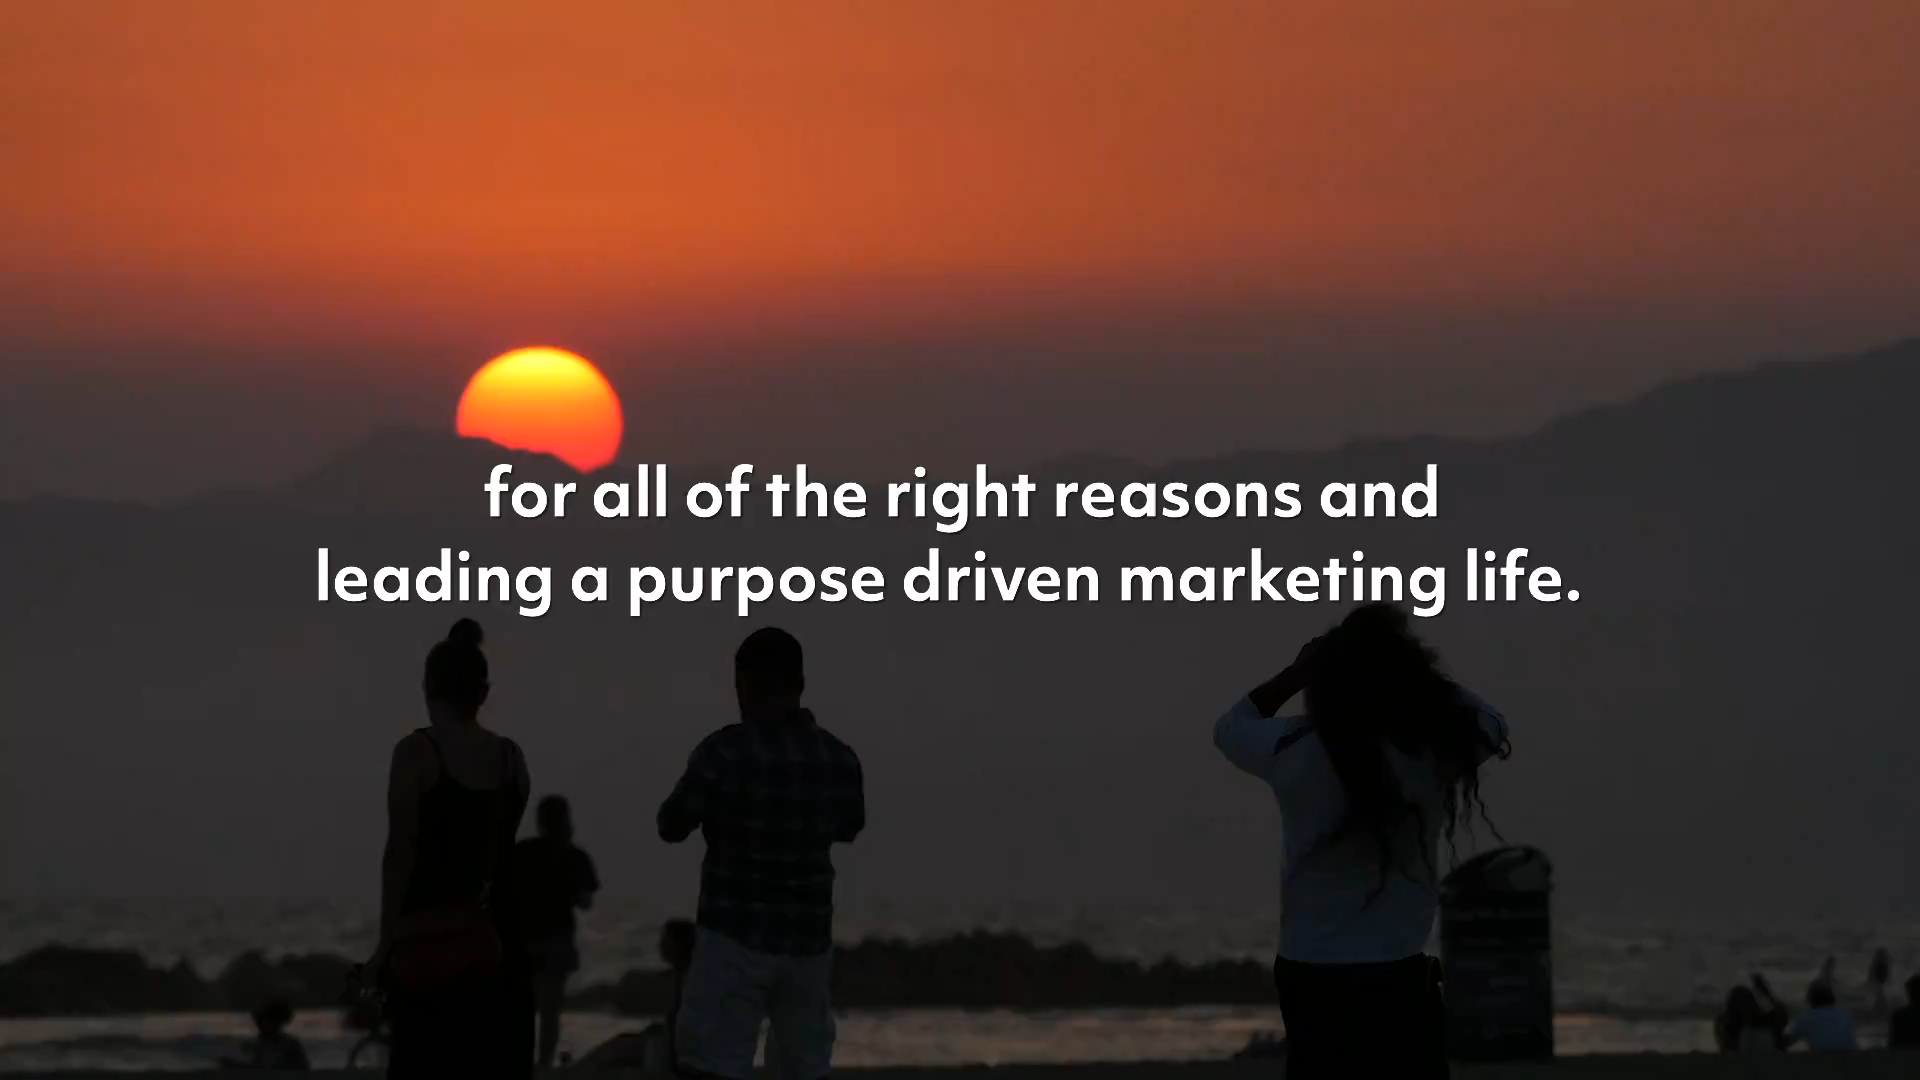 for all of the right reasons and
leading a purpose driven marketing life.